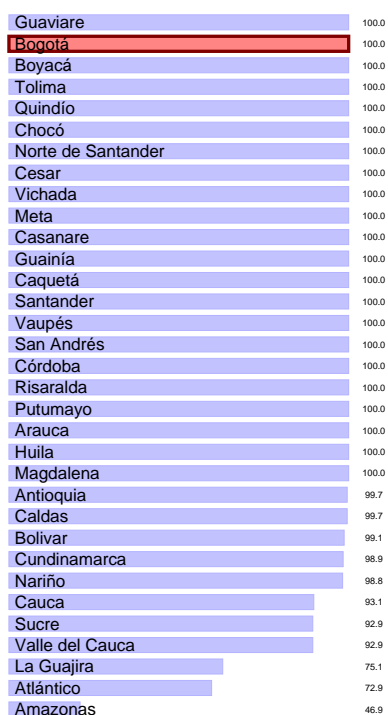 Guaviare 100.0
Bogotá 100.0
Boyacá 100.0
Tolima 100.0
Quindío 100.0
Chocó 100.0
Norte de Santander 100.0
Cesar 100.0
Vichada 100.0
Meta 100.0
Casanare 100.0
Guainía 100.0
Caquetá 100.0
Santander 100.0
Vaupés 100.0
San Andrés 100.0
Córdoba 100.0
Risaralda 100.0
Putumayo 100.0
Arauca 100.0
Huila 100.0
Magdalena 100.0
Antioquia 99.7
Caldas 99.7
Bolivar 99.1
Cundinamarca 98.9
Nariño 98.8
Cauca 93.1
Sucre 92.9
Valle del Cauca 92.9
La Guajira 75.1
Atlántico 72.9
Amazonas 46.9